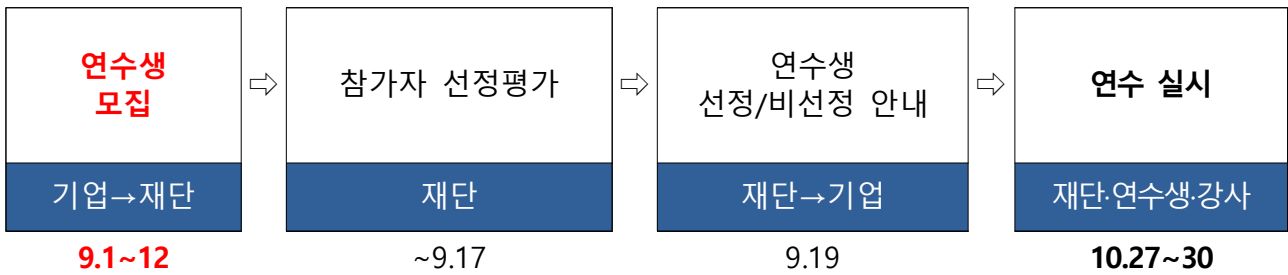 연수생
모집
⇨
참가자 선정평가
⇨
연수생
선정/비선정 안내
⇨
연수 실시
기업→재단
재단
재단→기업
재단·연수생·강사
9.1~12
~9.17
9.19
10.27~30